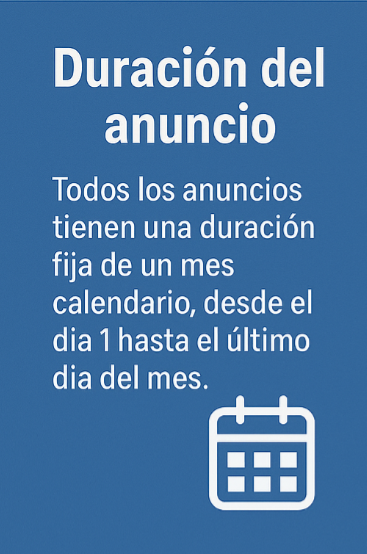 Duración del
anuncio
Todos los anuncios
tienen una duración
fija de un mes
calendario, desde el
dia 1 hasta el último
dia del mes.